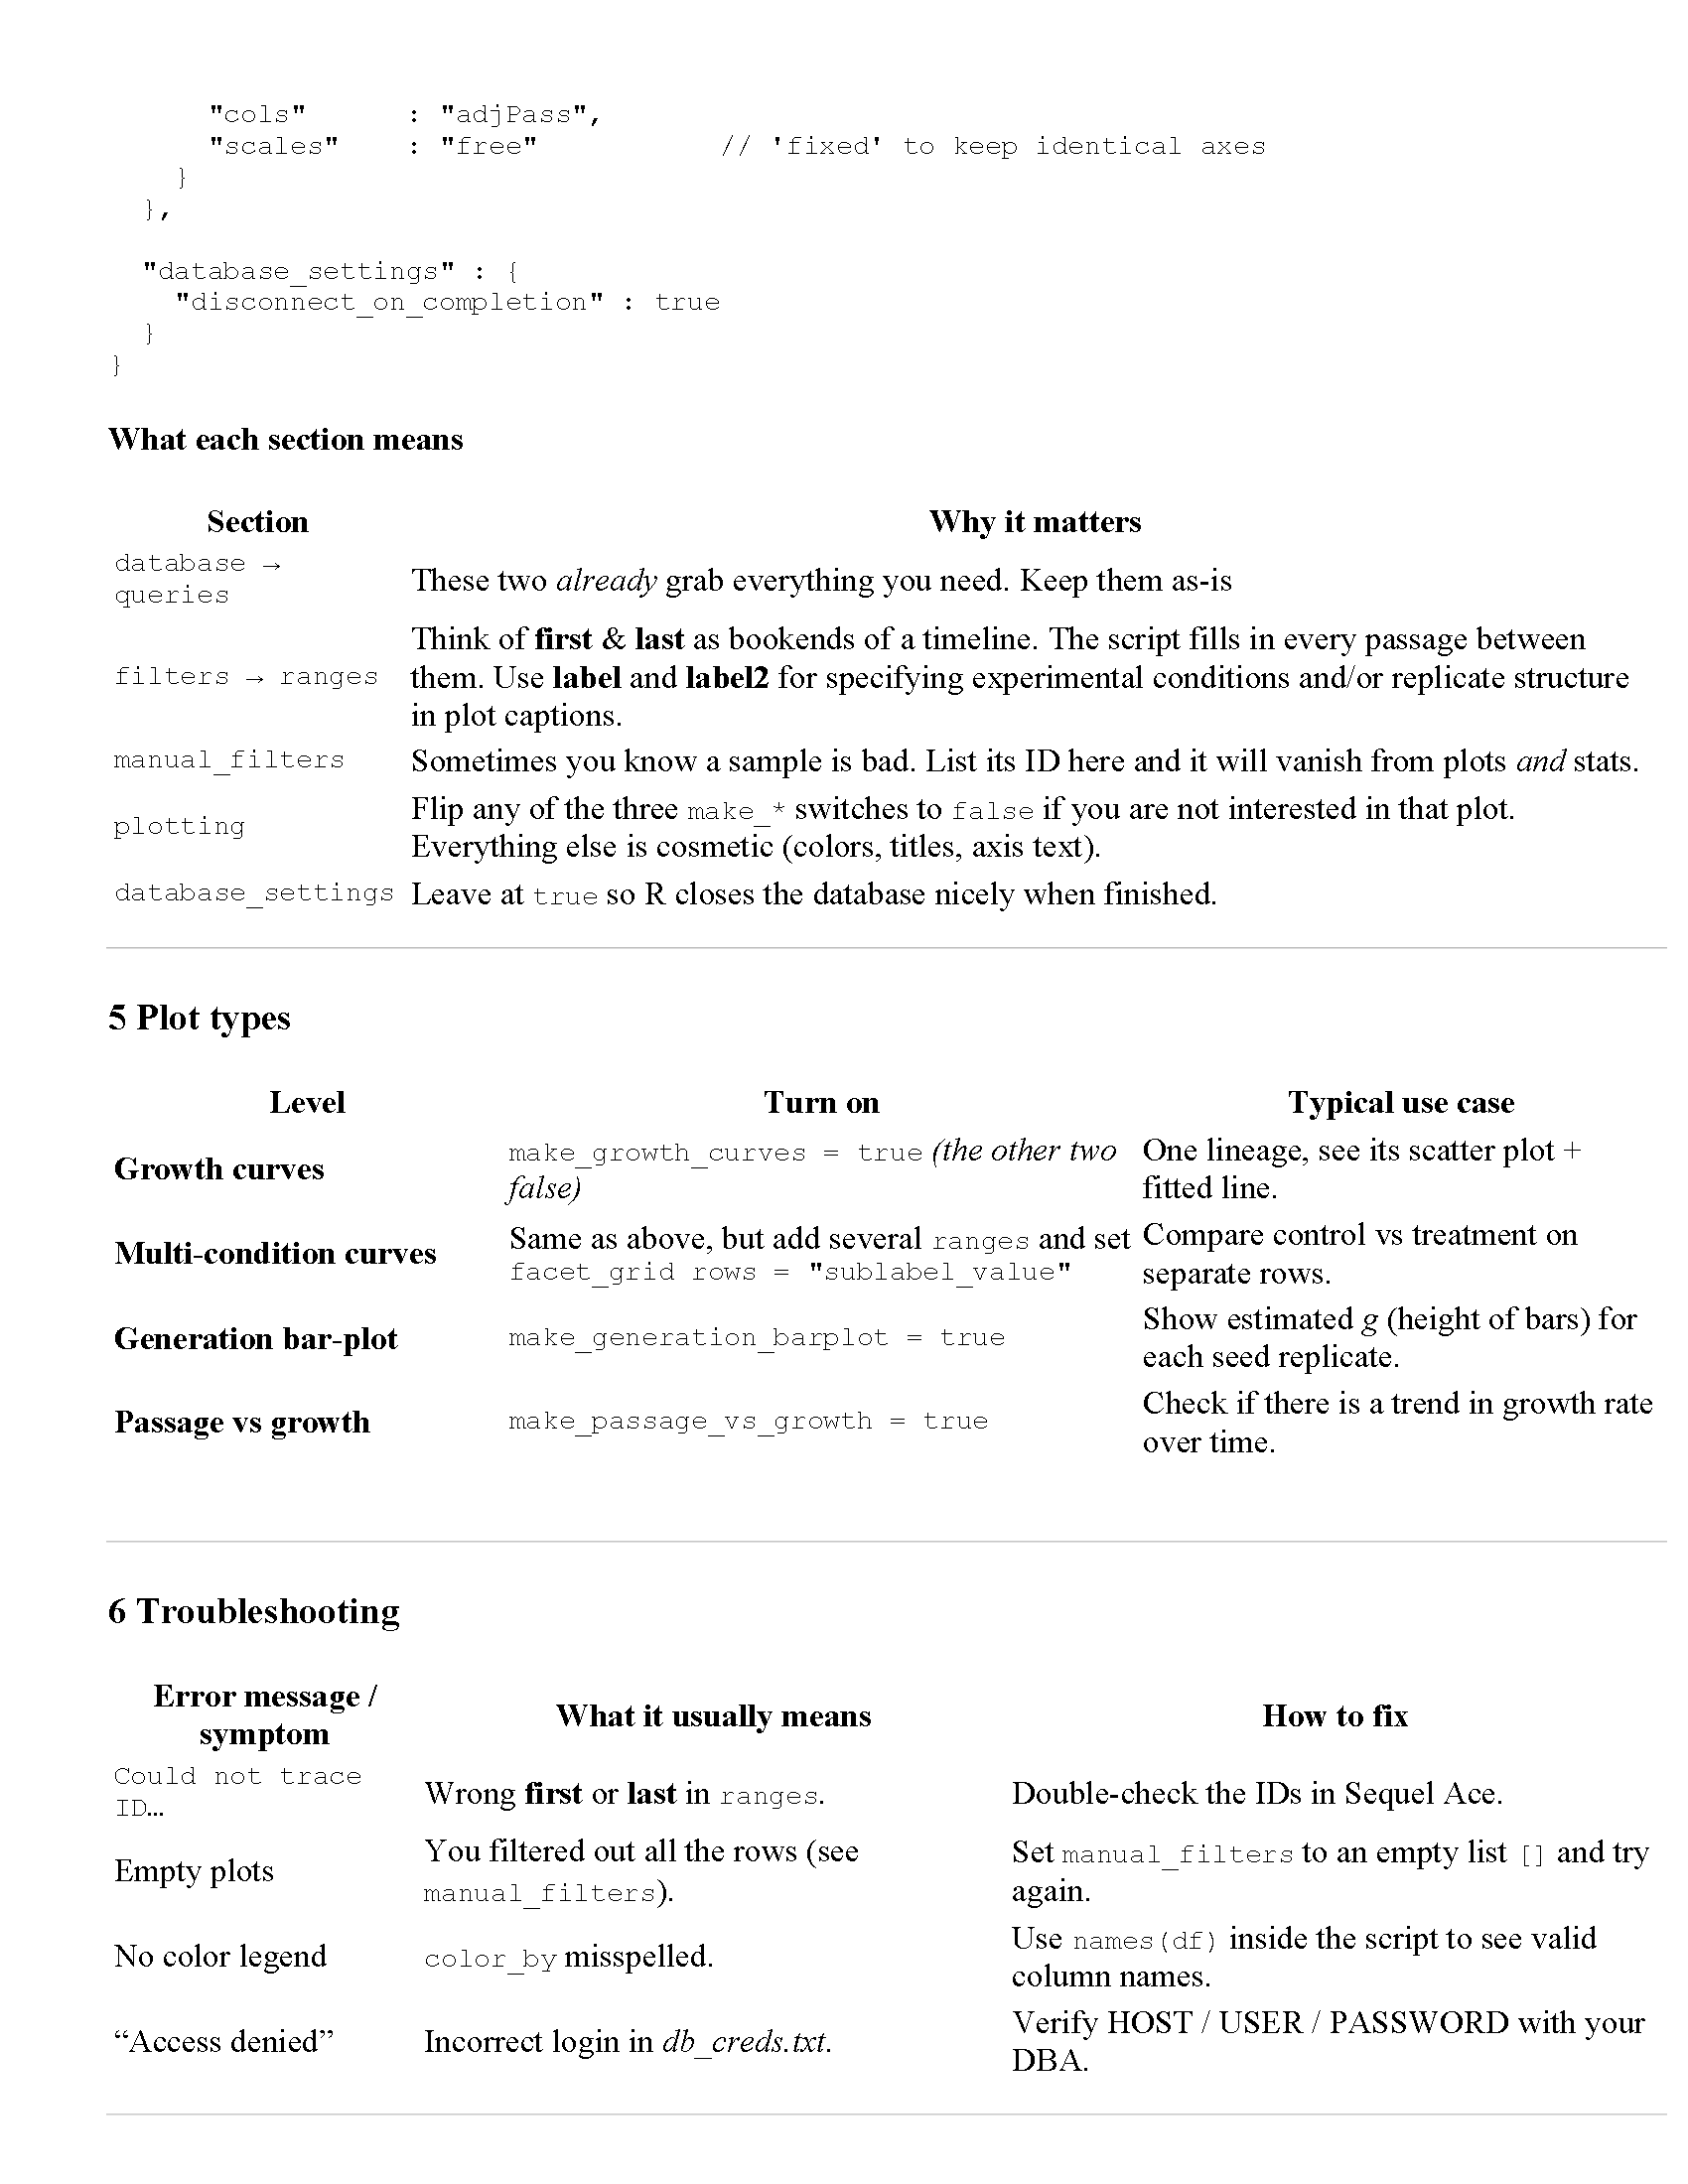 "cols"      : "adjPass",
"scales"    : "free"           // 'fixed' to keep identical axes
}
},
"database_settings" : {
"disconnect_on_completion" : true
}
}
What each section means
Section Why it matters
database →
queries
These two already grab everything you need. Keep them as-is
filters → ranges
Think of first & last as bookends of a timeline. The script fills in every passage between
them. Use label and label2 for specifying experimental conditions and/or replicate structure
in plot captions.
manual_filters Sometimes you know a sample is bad. List its ID here and it will vanish from plots and stats.
plotting
Flip any of the three make_* switches to false if you are not interested in that plot.
Everything else is cosmetic (colors, titles, axis text).
database_settings Leave at true so R closes the database nicely when finished.
5 Plot types
Level Turn on Typical use case
Growth curves
make_growth_curves = true (the other two
false)
One lineage, see its scatter plot +
fitted line.
Multi-condition curves
Same as above, but add several ranges and set
facet_grid rows = "sublabel_value"
Compare control vs treatment on
separate rows.
Generation bar-plot
make_generation_barplot = true
Show estimated g (height of bars) for
each seed replicate.
Passage vs growth
make_passage_vs_growth = true
Check if there is a trend in growth rate
over time.
6 Troubleshooting
Error message /
symptom
What it usually means
How to fix
Could not trace
ID…
Wrong first or last in ranges.
Double-check the IDs in Sequel Ace.
Empty plots
You filtered out all the rows (see
manual_filters).
Set manual_filters to an empty list [] and try
again.
No color legend
color_by misspelled.
Use names(df) inside the script to see valid
column names.
“Access denied”
Incorrect login in db_creds.txt.
Verify HOST / USER / PASSWORD with your
DBA.